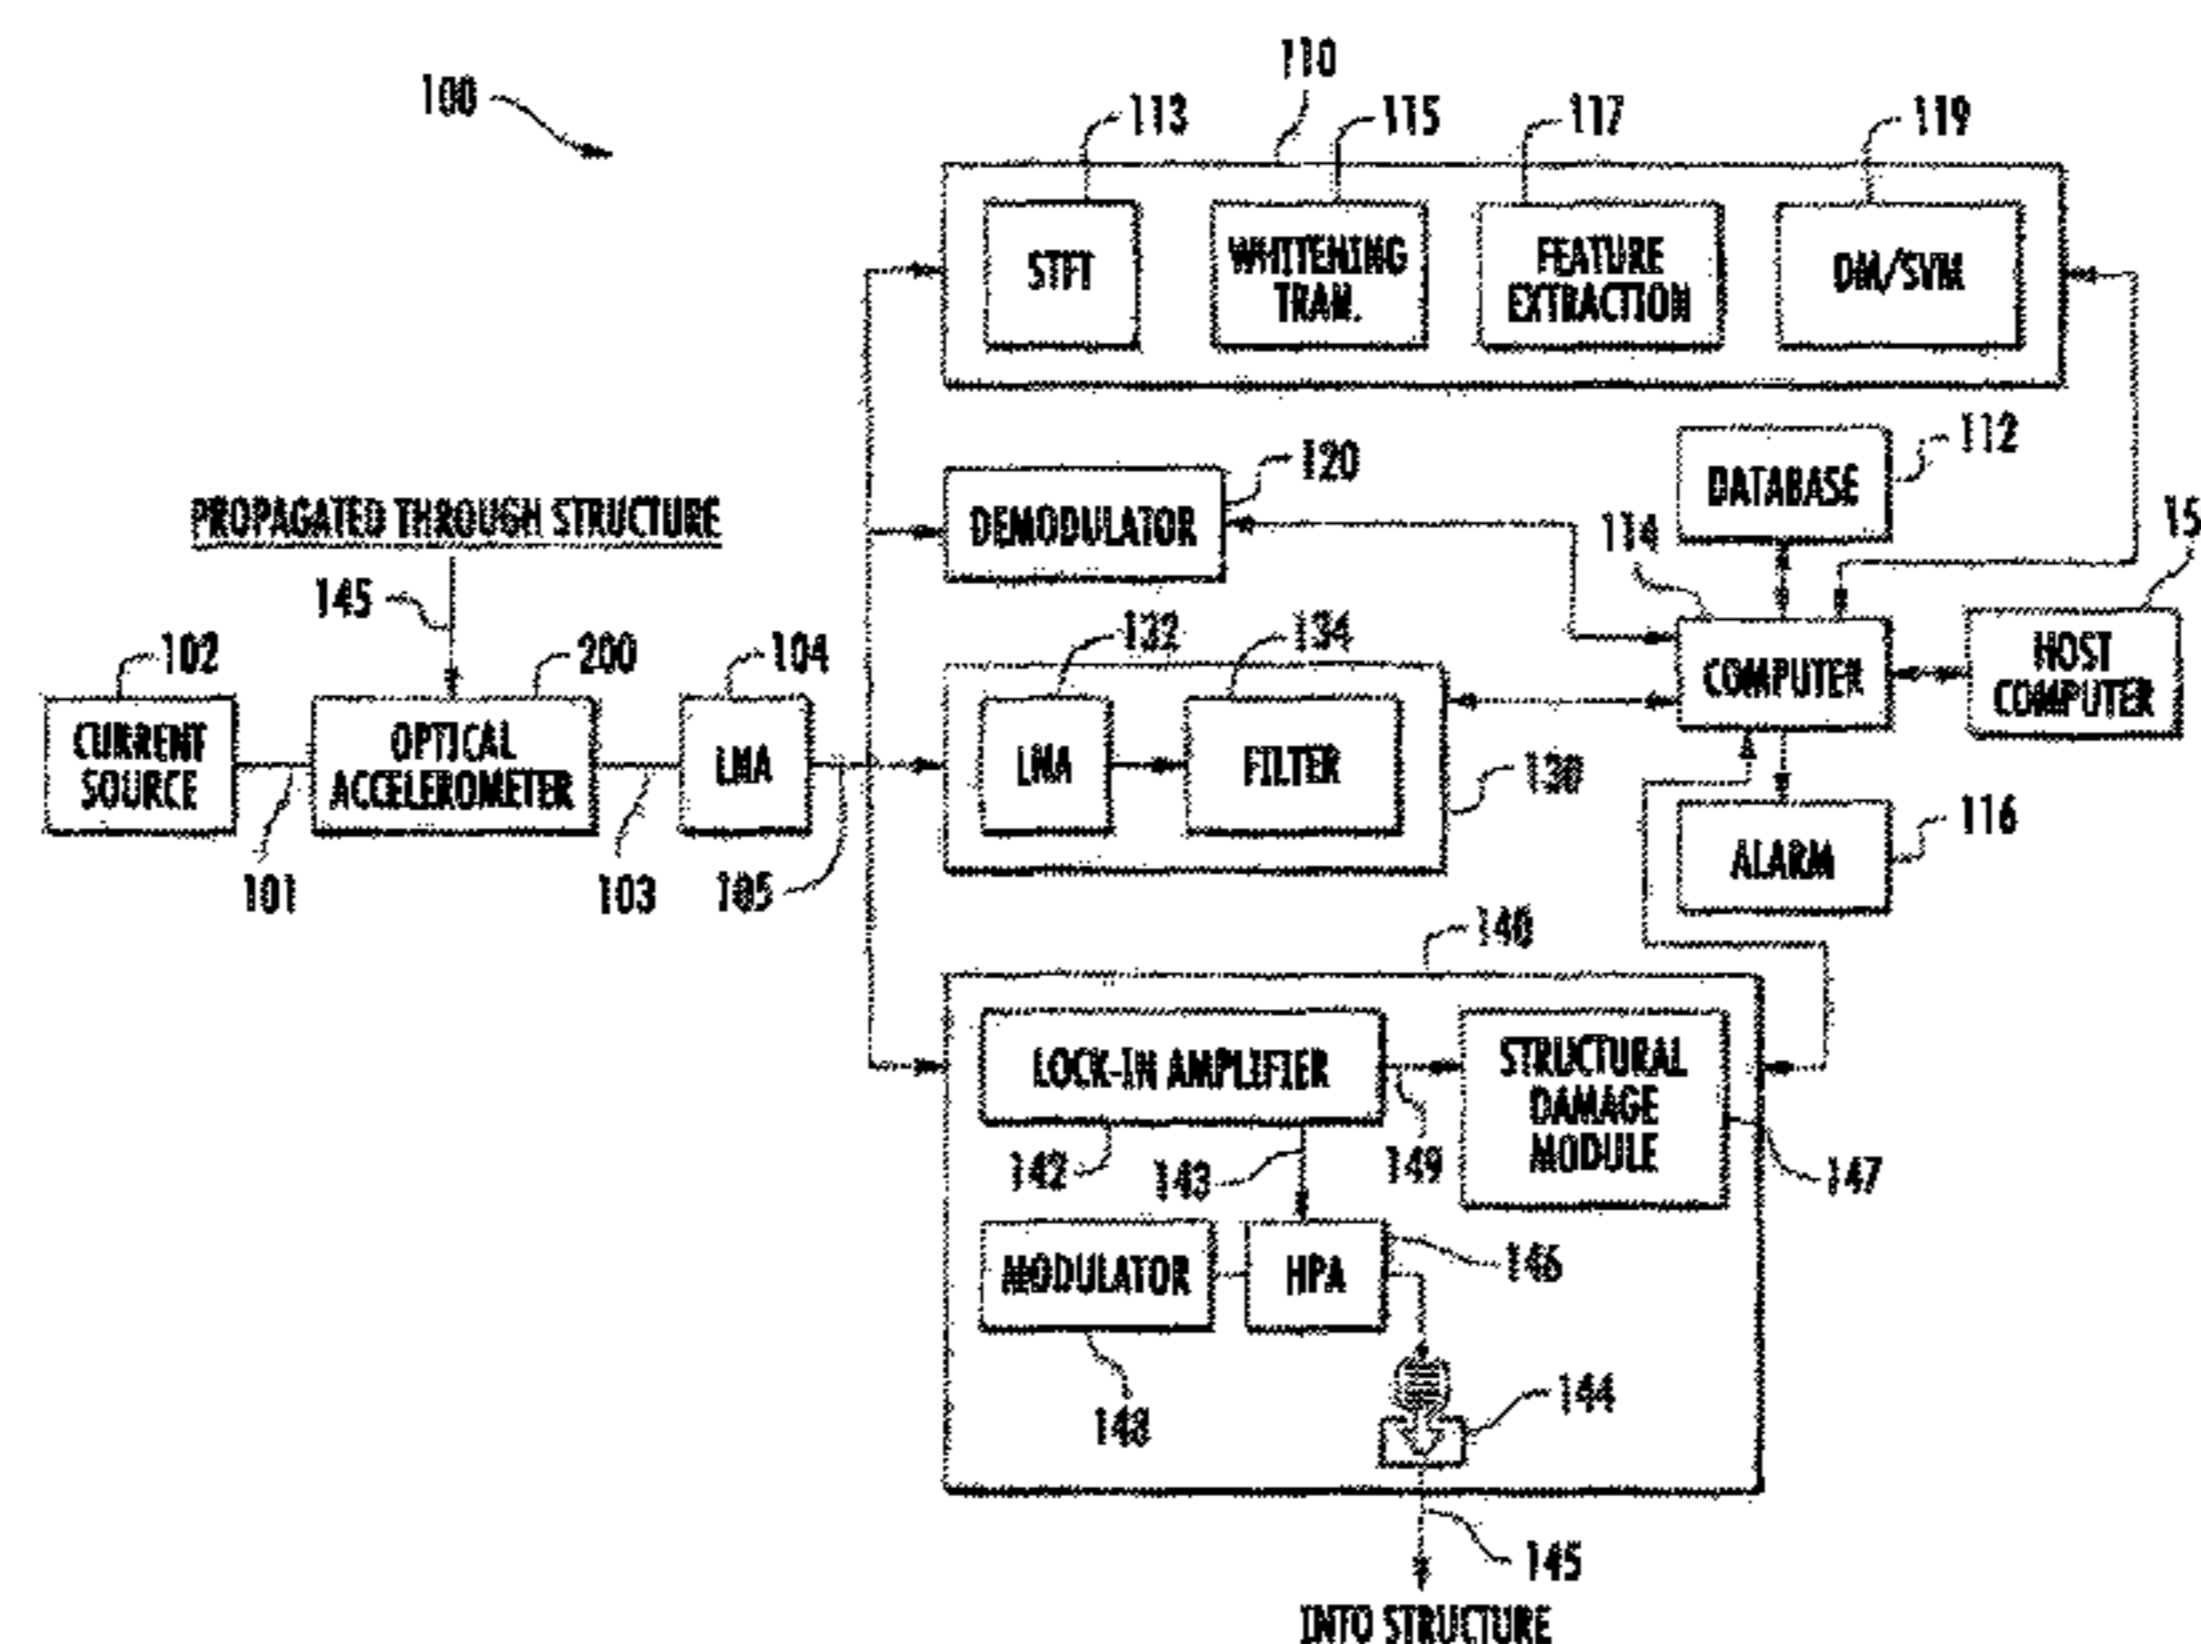 110
100
113
115
117
119
STFT
WHITENING
TRAN.
FEATURE
EXTRACTION
DM/SVM
112
DATABASE
120
DEMODULATOR
PROPAGATED THROUGH STRUCTURE
114
15
145
132
134
HOST
COMPUTER
COMPUTER
102
200
104
CURRENT
SOURCE
OPTICAL
ACCELEROMETER
LNA
LNA
FILTER
130
116
ALARM
101
103
105
140
LOCK-IN AMPLIFIER
STRUCTURAL
DAMAGE
MODULE
142
143
149
147
MODULATOR
HPA
146
148
144
145
INTO STRUCTURE